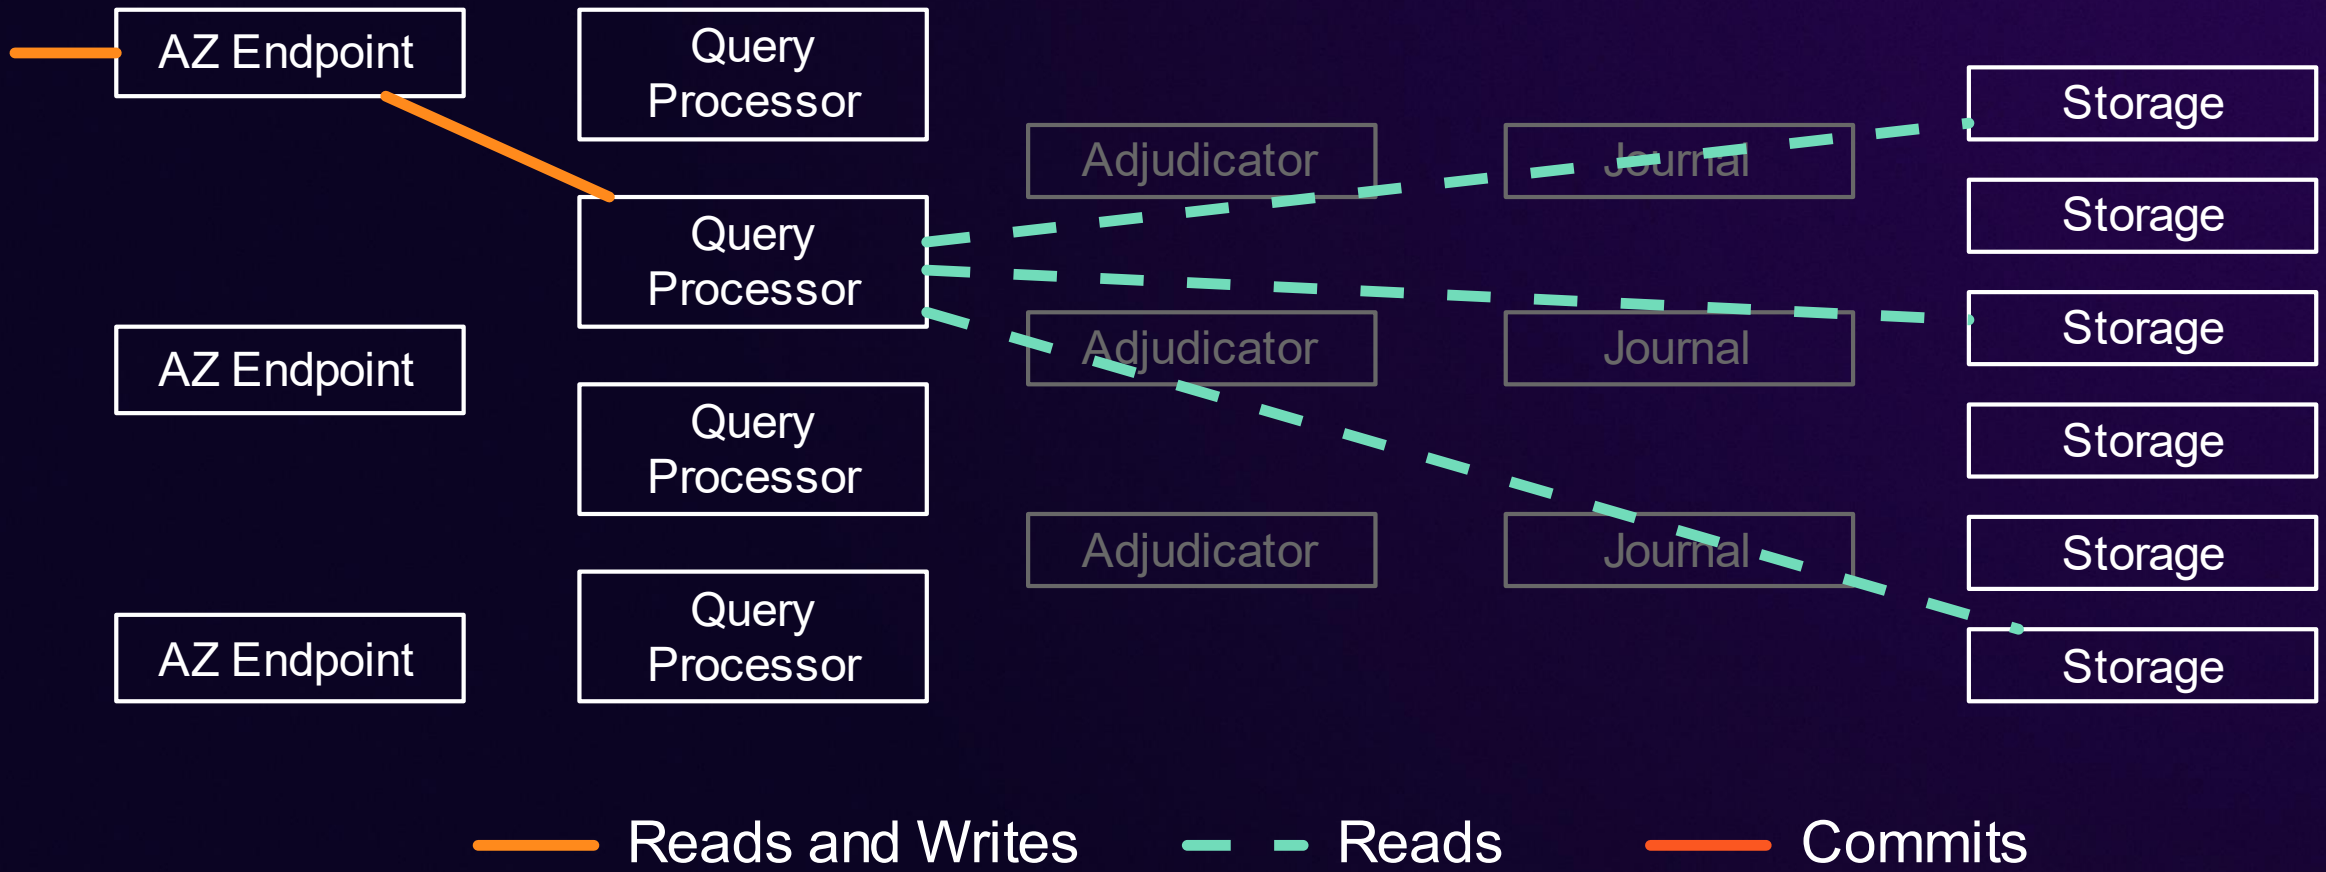 AZ Endpoint
AZ Endpoint
AZ Endpoint
Query
Processor
Query
Processor
Query
Processor
Query
Processor
Adjudicator
Adjudicator
Adjudicator
Journal
Journal
Journal
Storage
Storage
Storage
Storage
Storage
Storage
Reads and Writes
Reads
Commits